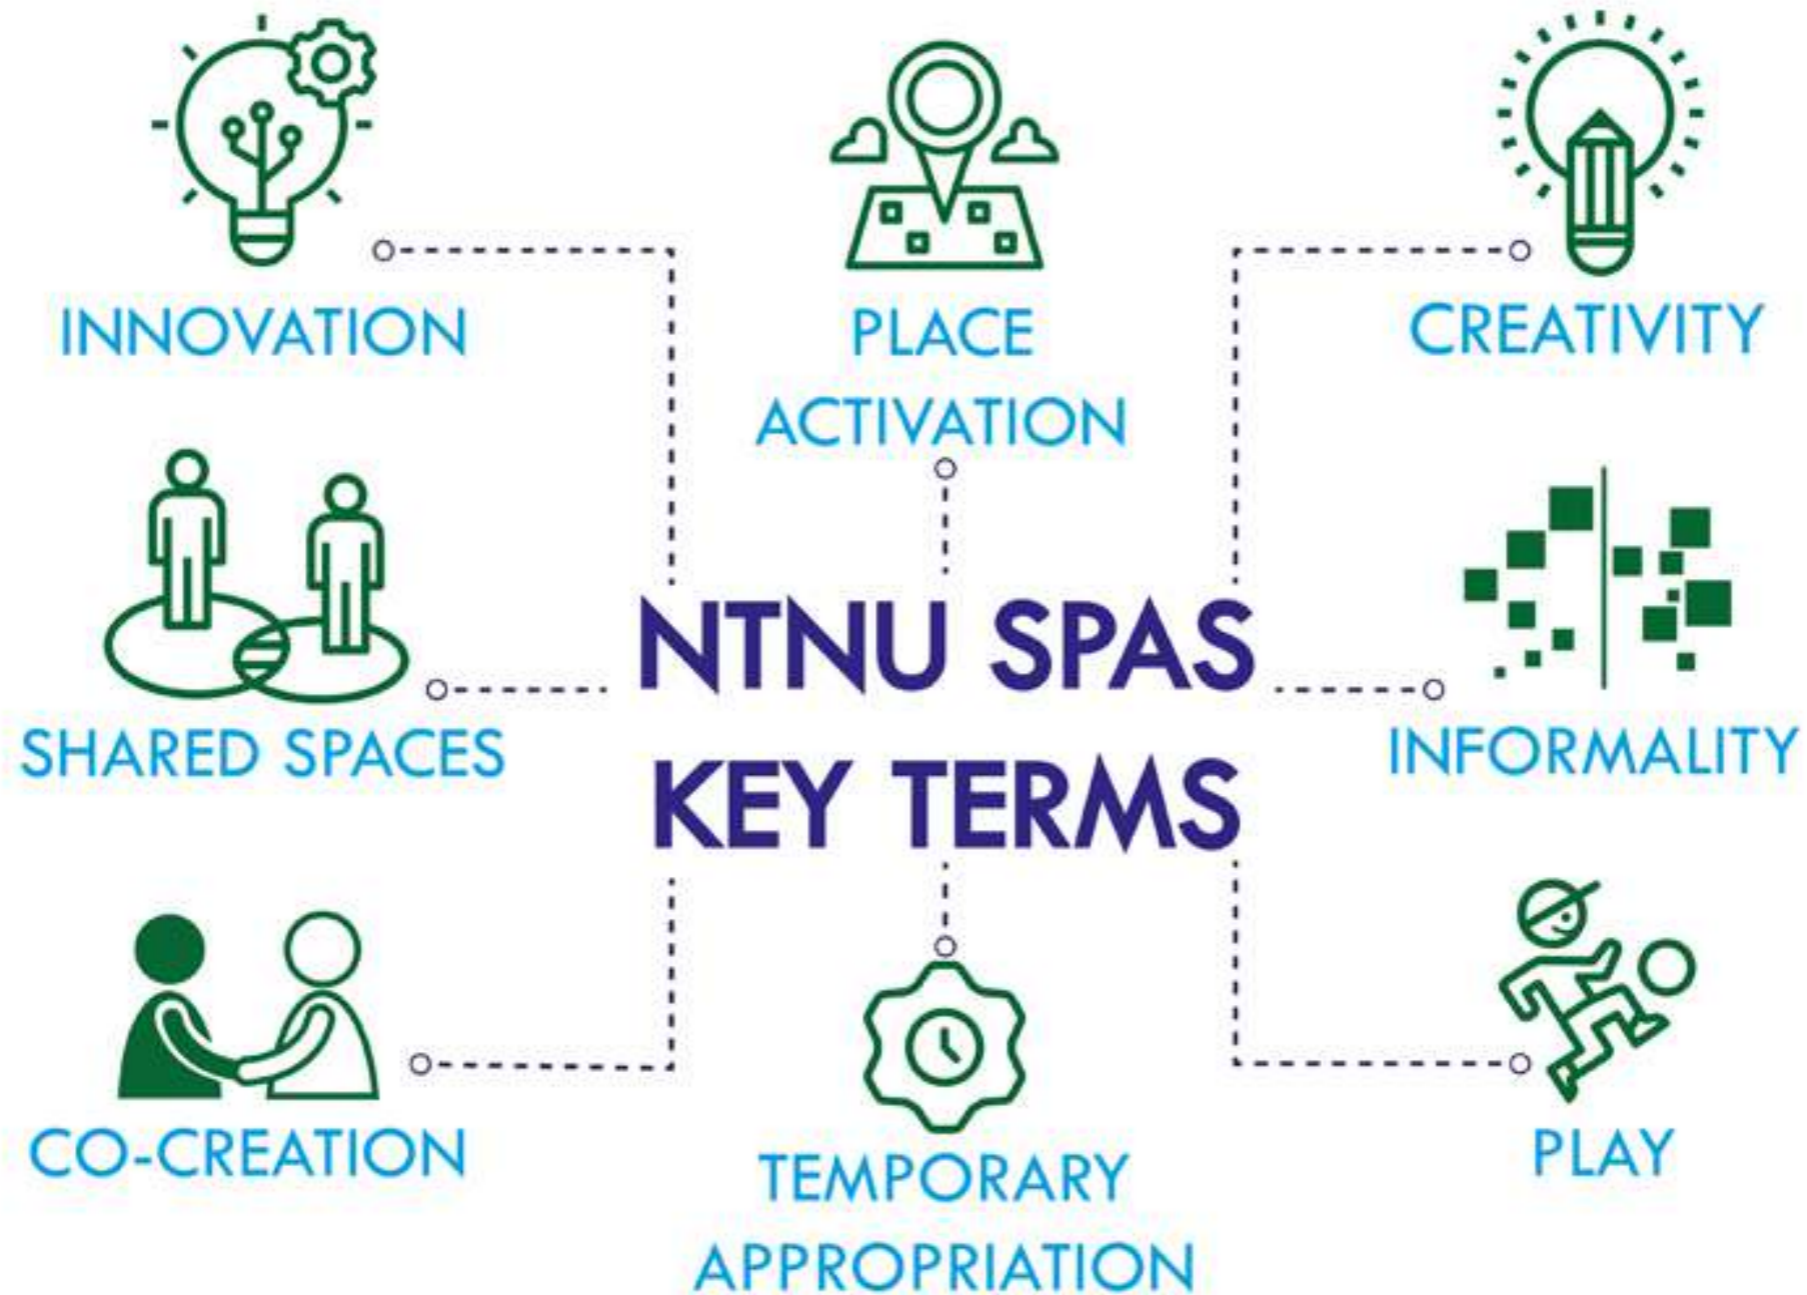 INNOVATION
PLACE
ACTIVATION
CREATIVITY
SHARED SPACES
NTNU SPAS
KEY TERMS
INFORMALITY
CO-CREATION
TEMPORARY
APPROPRIATION
PLAY